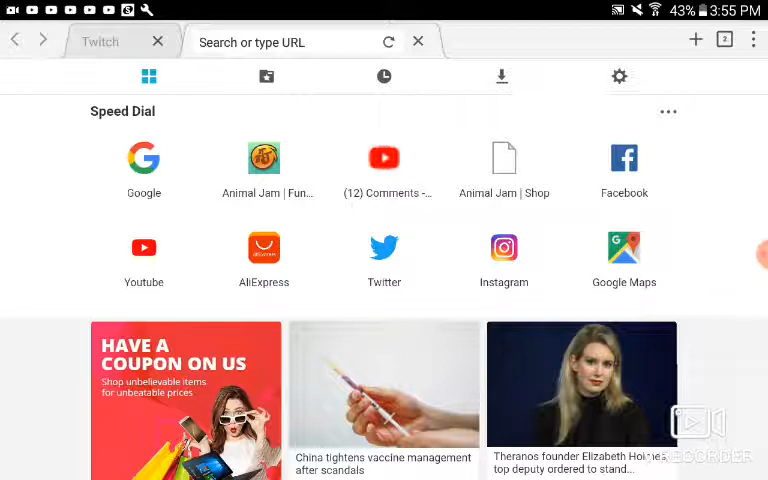 43% 3:55 PM
Twitch
Search or type URL
2
Speed Dial
Google
Animal Jam | Fun...
(12) Comments -...
Animal Jam | Shop
Facebook
Youtube
AliExpress
Twitter
Instagram
Google Maps
HAVE A
COUPON ON US
Shop unbelievable items
for unbeatable prices
China tightens vaccine management
after scandals
Theranos founder Elizabeth Holmes,
top deputy ordered to stand...
RECORDER